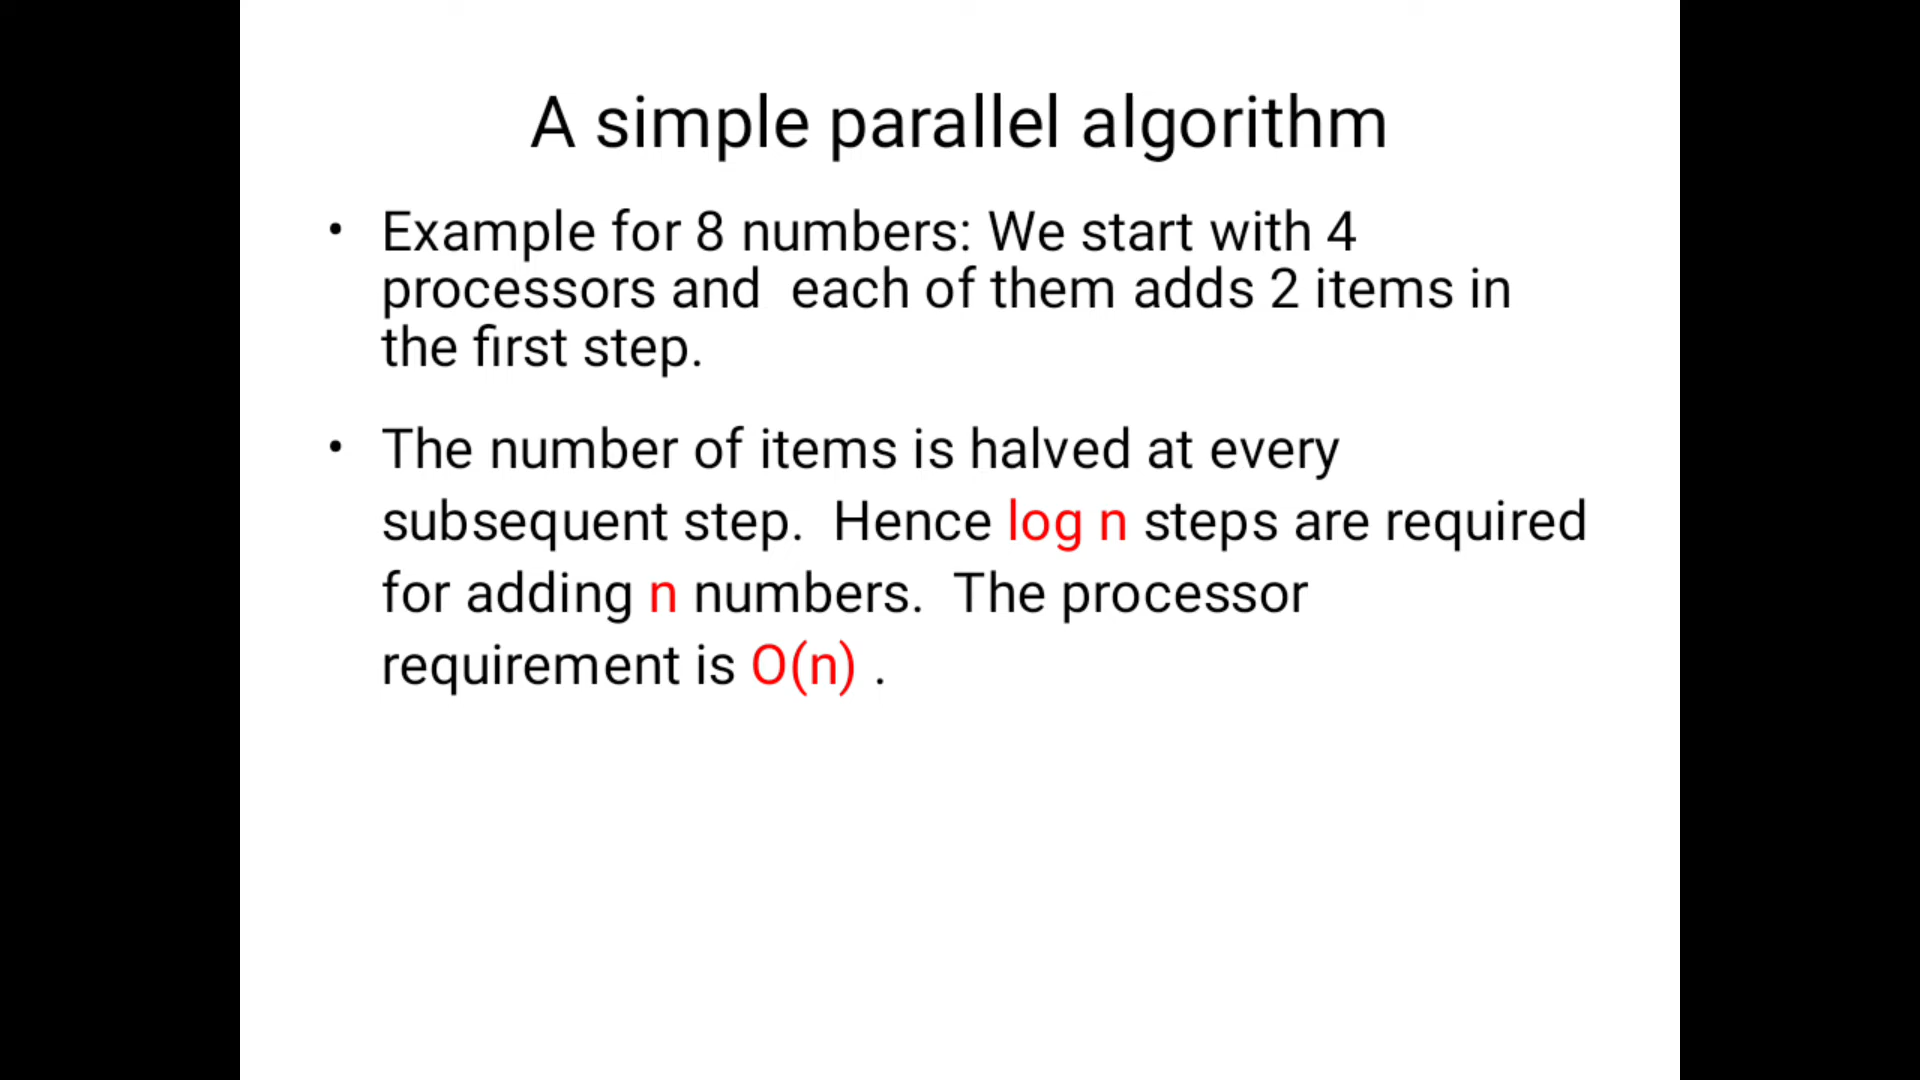 A simple parallel algorithm
• Example for 8 numbers: We start with 4
processors and  each of them adds 2 items in
the first step.
• The number of items is halved at every
subsequent step.  Hence log n steps are required
for adding n numbers.  The processor
requirement is O(n) .